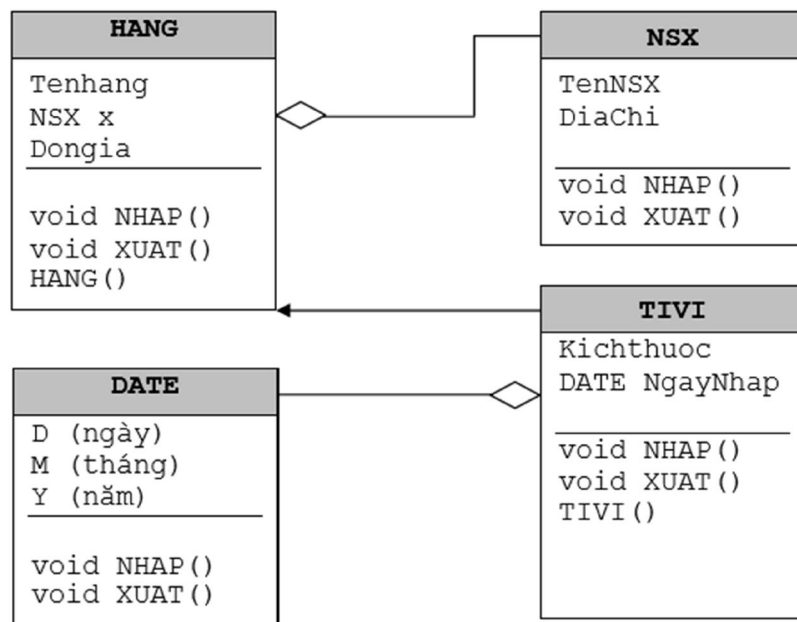 HANG
Tenhang
NSX x
Dongia
void NHAP()
void XUAT()
HANG()
NSX
TenNSX
DiaChi
void NHAP()
void XUAT()
TIVI
Kichthuoc
DATE NgayNhap
void NHAP()
void XUAT()
TIVI()
DATE
D (ngày)
M (tháng)
Y (năm)
void NHAP()
void XUAT()